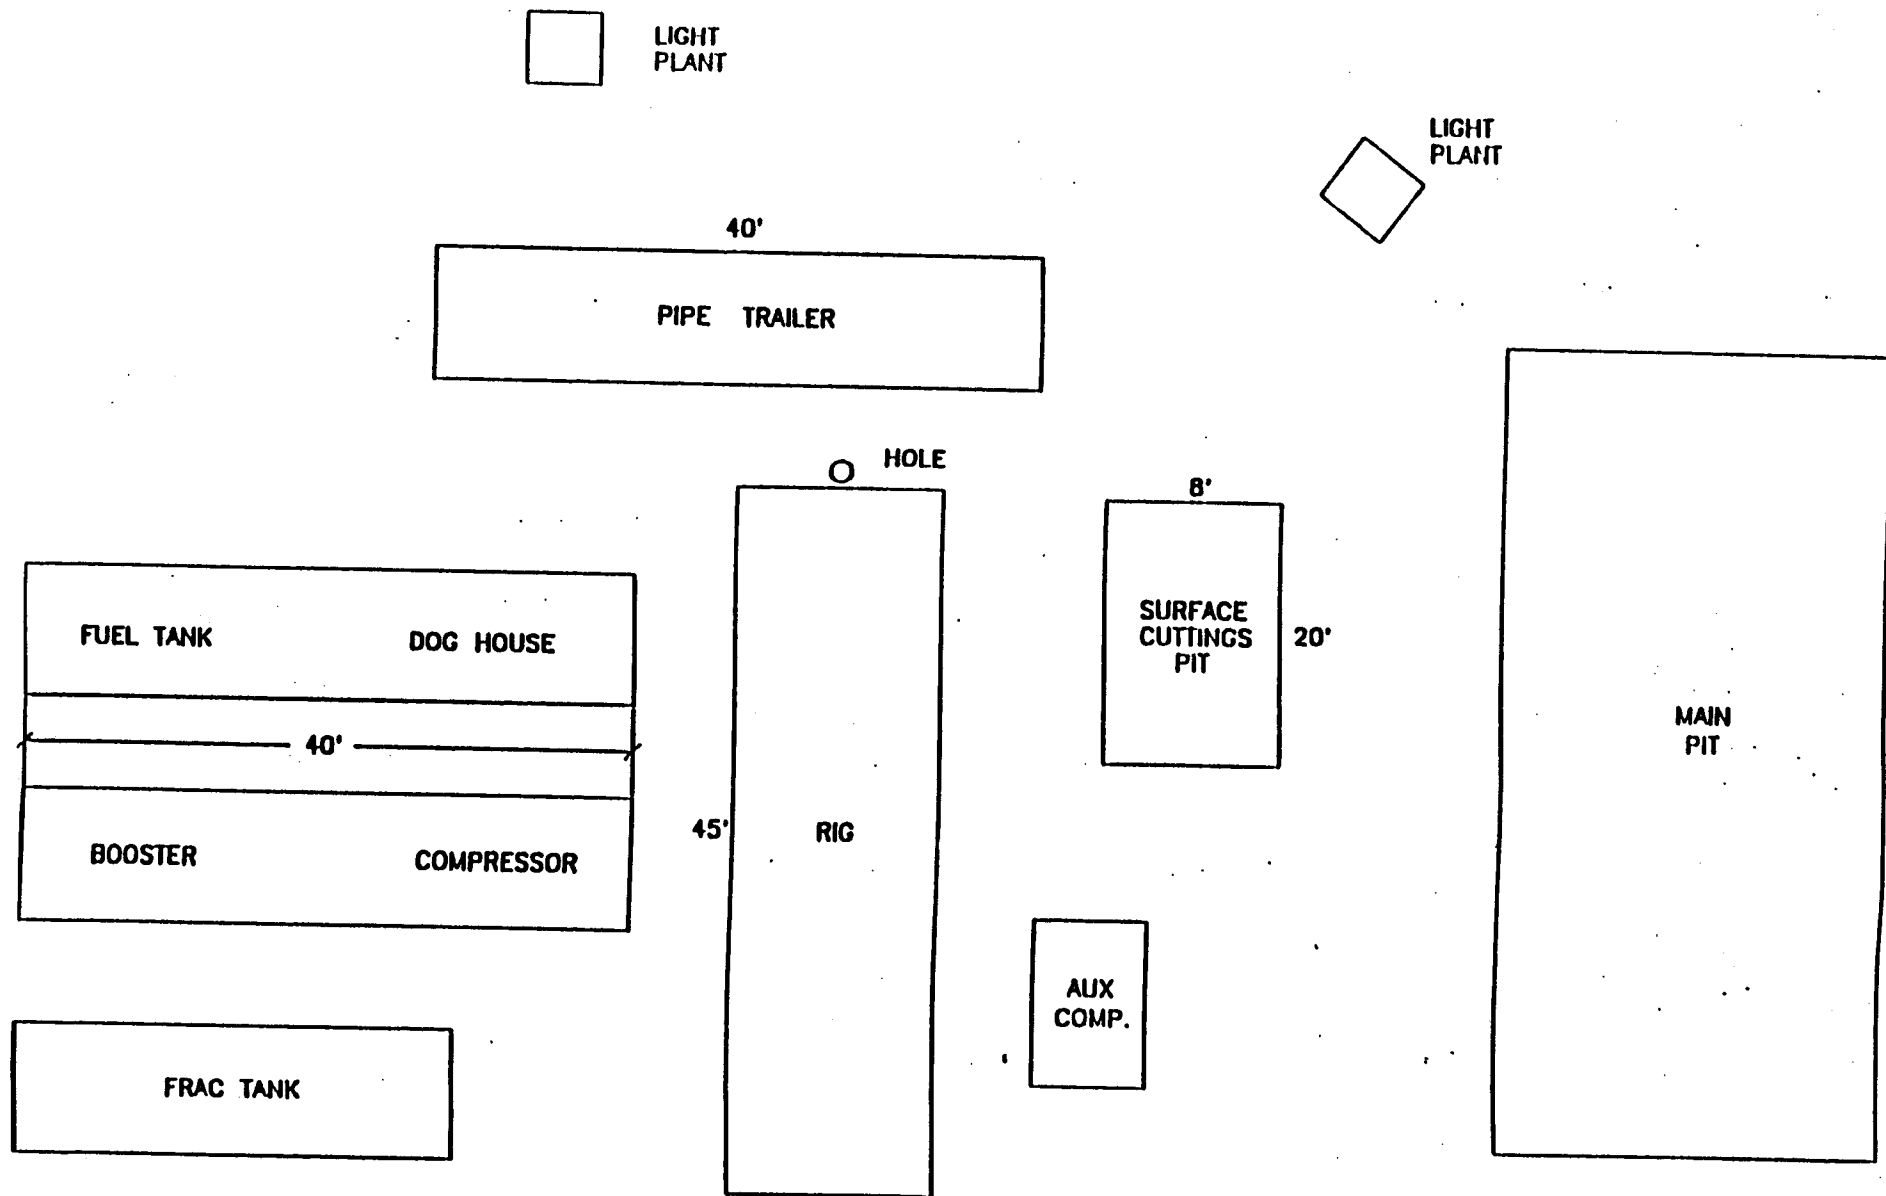 LIGHT
PLANT
LIGHT
PLANT
40'
PIPE TRAILER
HOLE
8'
SURFACE
CUTTINGS
PIT
20'
FUEL TANK
DOG HOUSE
40'
BOOSTER
COMPRESSOR
45'
RIG
MAIN
PIT
AUX
COMP.
FRAC TANK